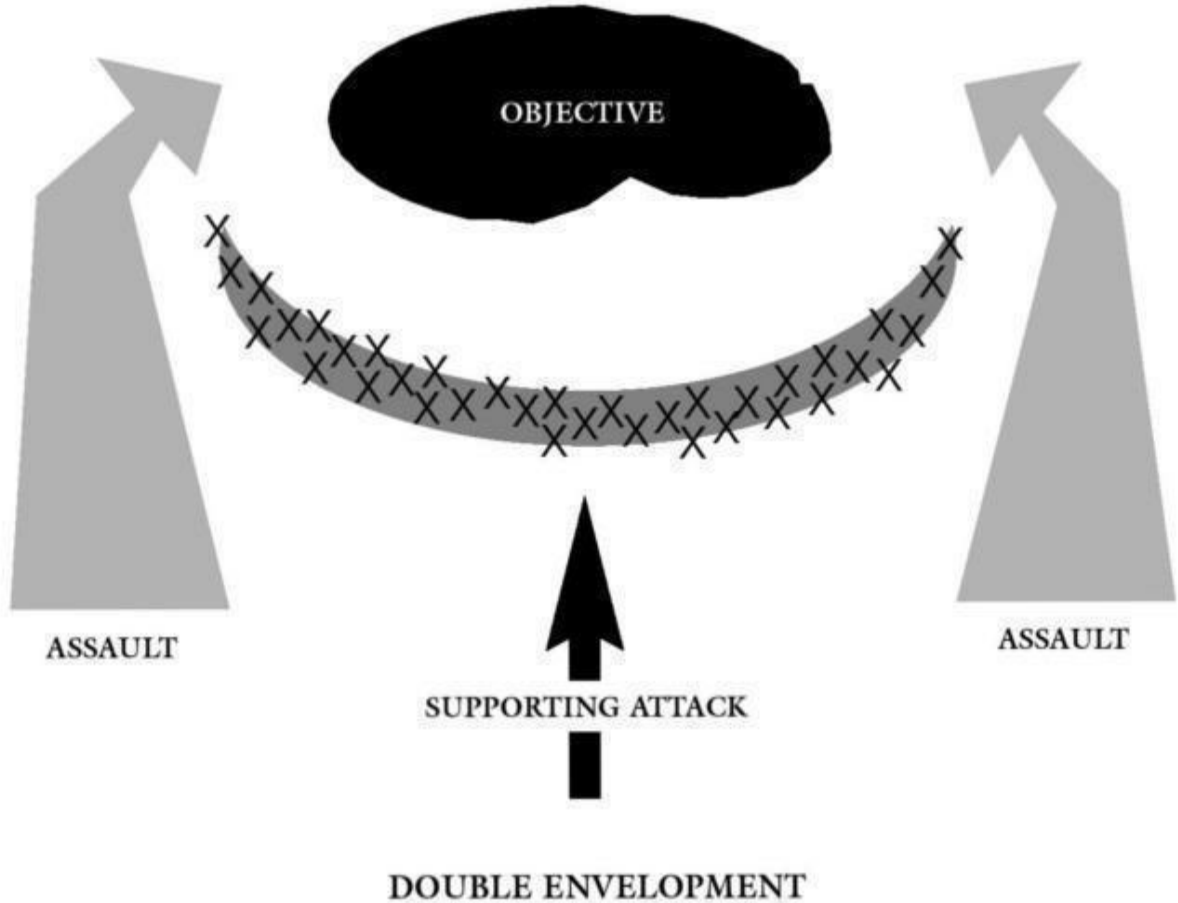 OBJECTIVE
ASSAULT
ASSAULT
SUPPORTING ATTACK
DOUBLE ENVELOPMENT